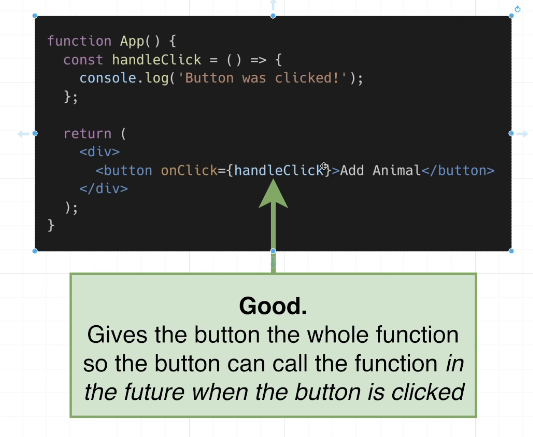 function App() {
  const handleClick = () => {
    console.log('Button was clicked!');
  };

  return (
    <div>
      <button onClick={handleClick}>Add Animal</button>
    </div>
  );
}
Good.
Gives the button the whole function
so the button can call the function in
the future when the button is clicked